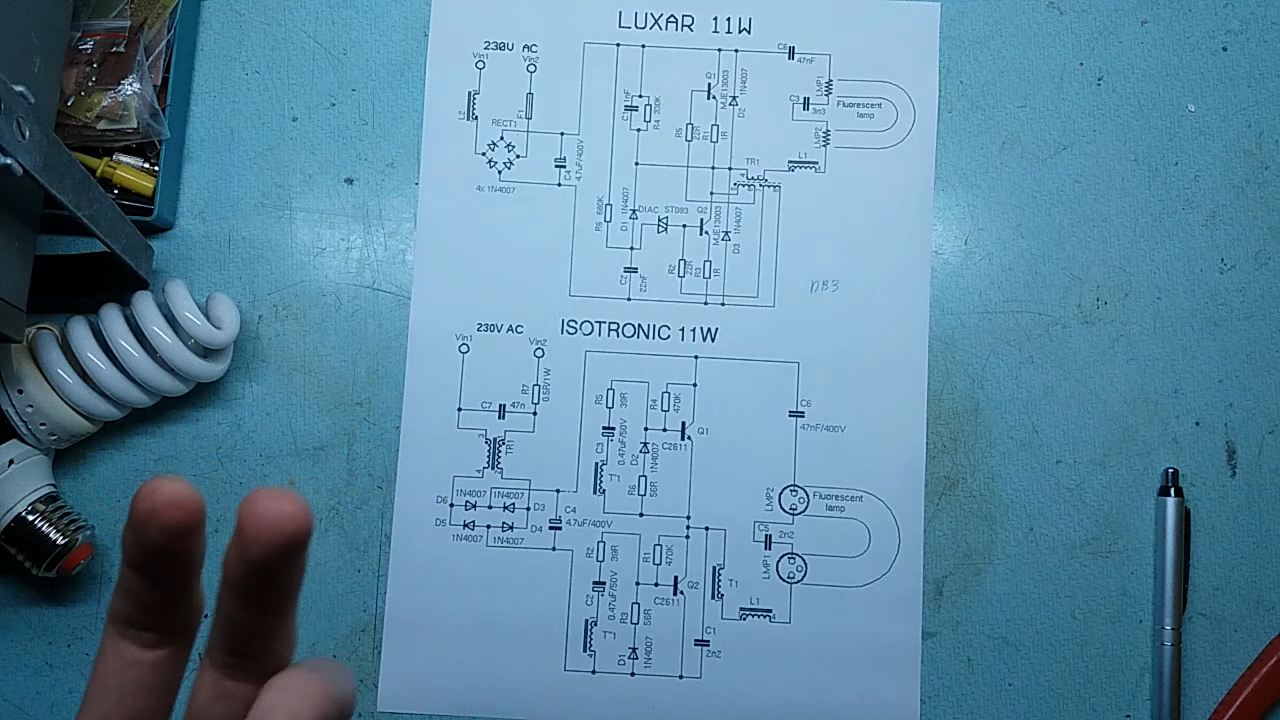 LUXAR 11W
230V AC
Vin1
Vin2
L2
F1
RECT1
4x 1N4007
C4
4.7uF/400V
C1 1nF
R4 330K
Q1
MJE13003
1N4007
D2
R5
22R
R1
1R
C6
47nF
LMP1
C3
3n3
LMP2
Fluorescent
lamp
L1
TR1
R6 680K
D1 1N4007
DIAC STD83
Q2
MJE13003
1N4007
D3
R2
22R
R3
1R
C2
22nF
DB3
ISOTRONIC 11W
230V AC
Vin1
Vin2
R7
0.5R/1W
C7 47n
TR1
D6
1N4007
1N4007
D3
D5
D4
1N4007
1N4007
C4
4.7uF/400V
R5
39R
C3
0.47uF/50V
R4
470K
Q1
C2611
D2
1N4007
R6
56R
C6
47nF/400V
LMP2
Fluorescent
lamp
C5
2n2
LMP1
R2
39R
C2
0.47uF/50V
R1
470K
Q2
C2611
R3
56R
D1
1N4007
T1
L1
C1
2n2